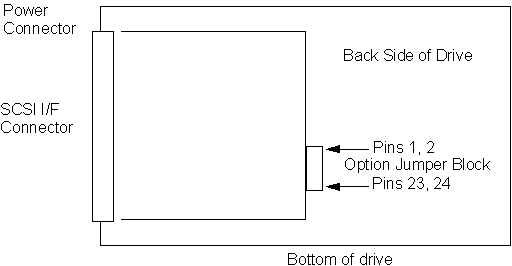 Power
Connector
Back Side of Drive
SCSI I/F
Connector
Pins 1, 2
Option Jumper Block
Pins 23, 24
Bottom of drive